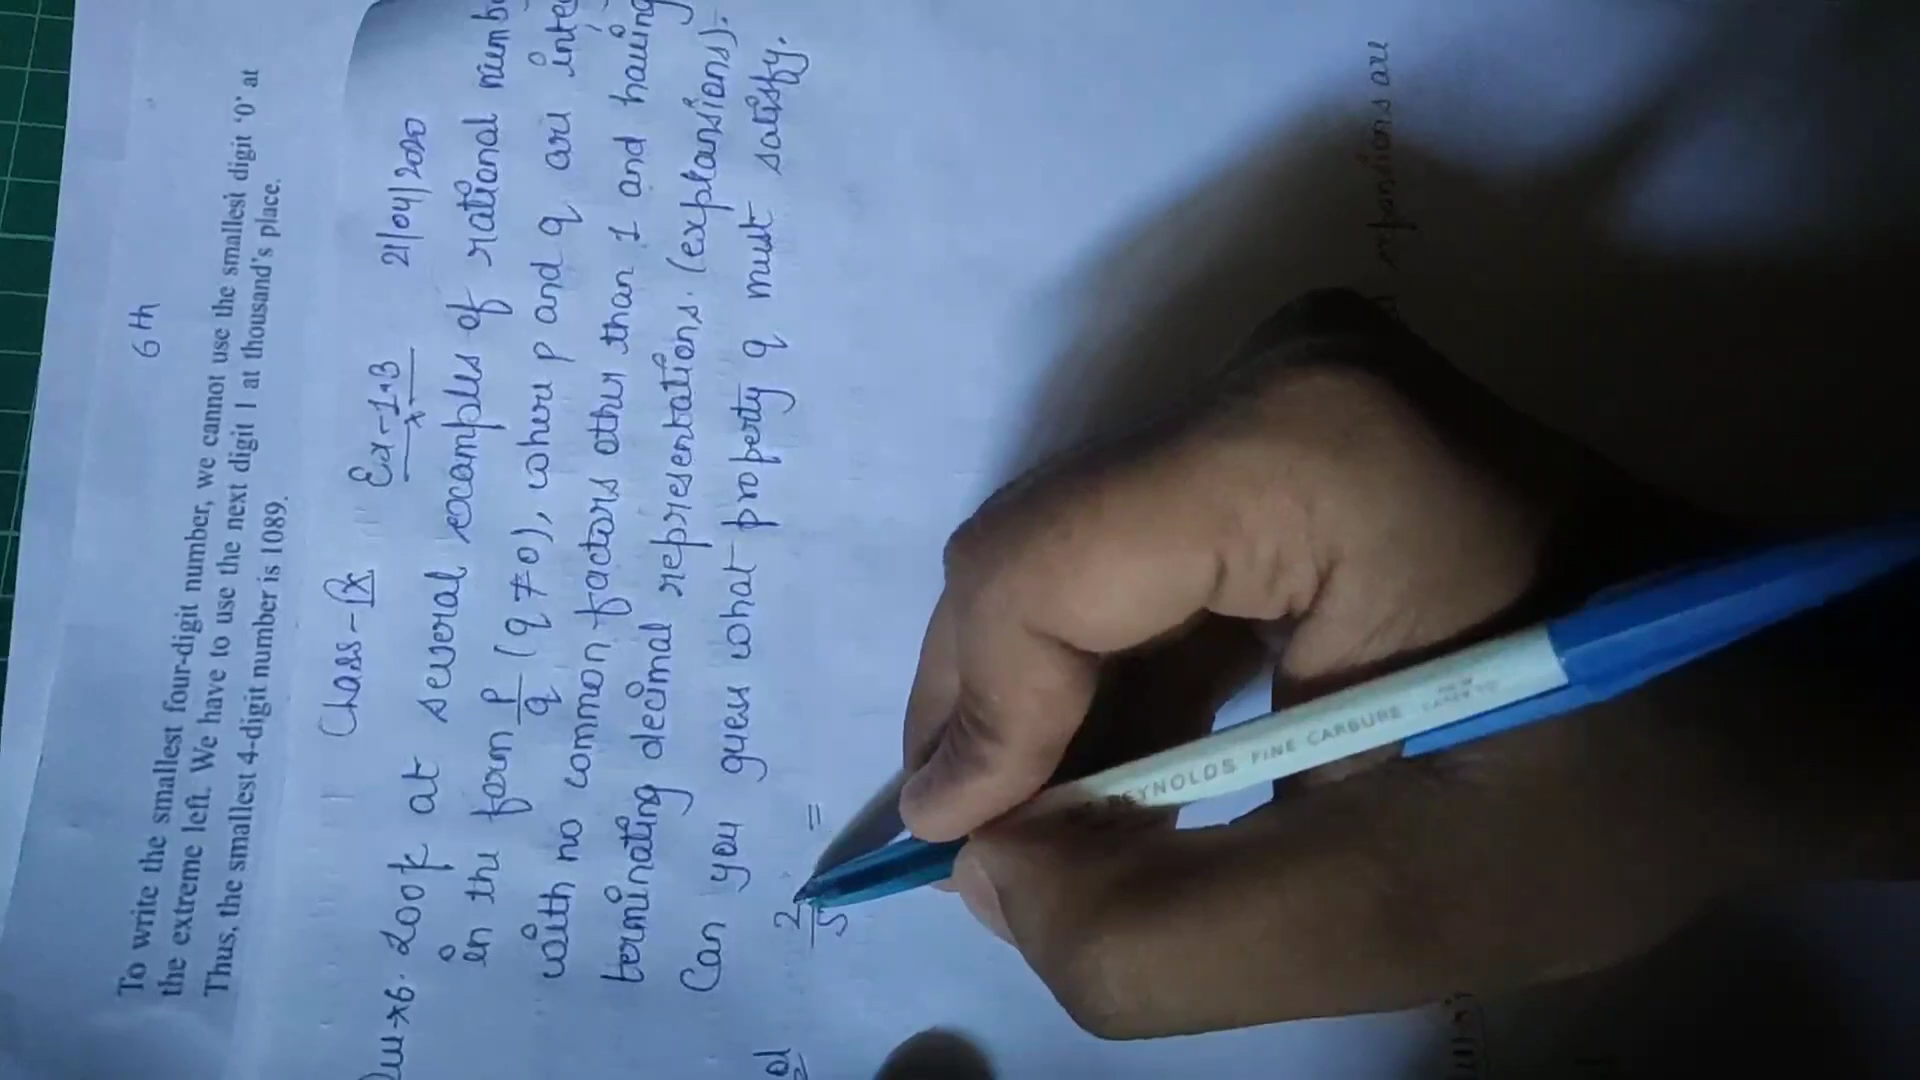 6th
To write the smallest four-digit number, we cannot use the smallest digit '0' at
the extreme left. We have to use the next digit 1 at thousand's place.
Thus, the smallest 4-digit number is 1089.
Class-IX Ex-1.3 21/04/2020
Look at several examples of rational numb
in the form p/q (q≠0), where p and q are inte
with no common factors other than 1 and having
terminating decimal representations. (explansions).
Can you guess what property q must satisfy.
2/5 =
REYNOLDS FINE CARBURE
expansions are